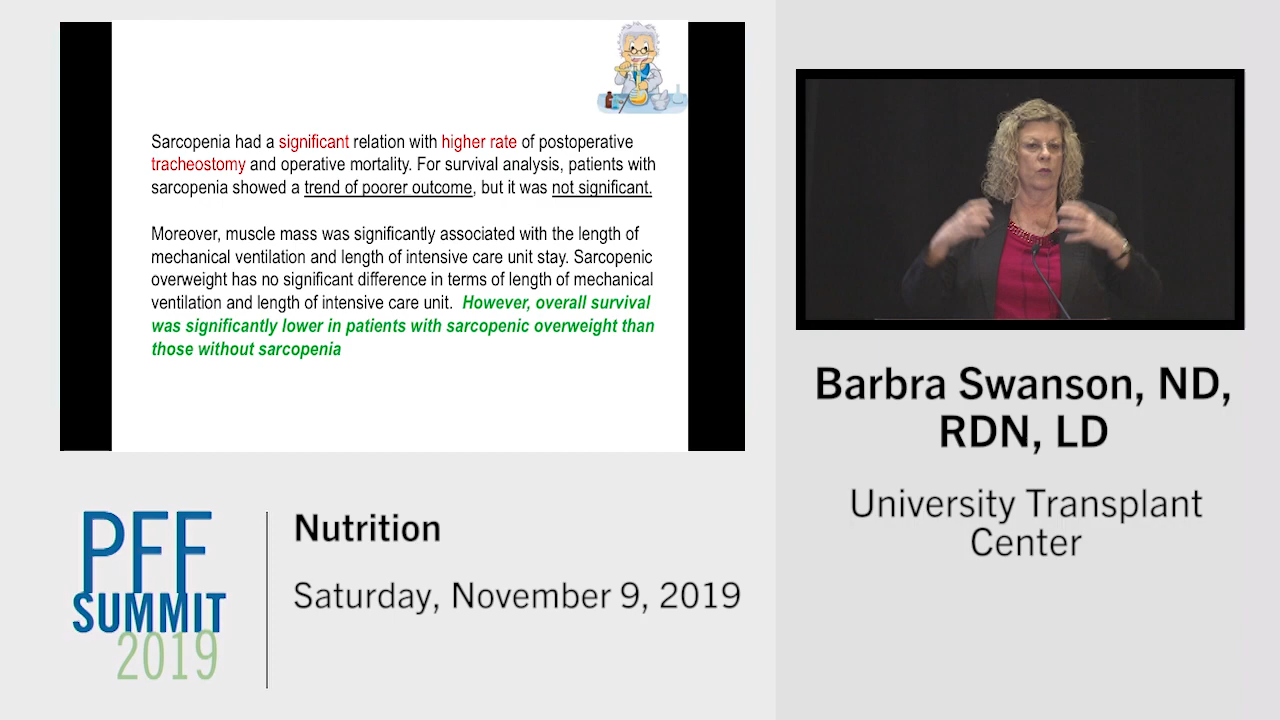 Sarcopenia had a significant relation with higher rate of postoperative
tracheostomy and operative mortality. For survival analysis, patients with
sarcopenia showed a trend of poorer outcome, but it was not significant.
Moreover, muscle mass was significantly associated with the length of
mechanical ventilation and length of intensive care unit stay. Sarcopenic
overweight has no significant difference in terms of length of mechanical
ventilation and length of intensive care unit. However, overall survival
was significantly lower in patients with sarcopenic overweight than
those without sarcopenia
Barbra Swanson, ND,
RDN, LD
University Transplant
Center
PFF
SUMMIT
2019
Nutrition
Saturday, November 9, 2019